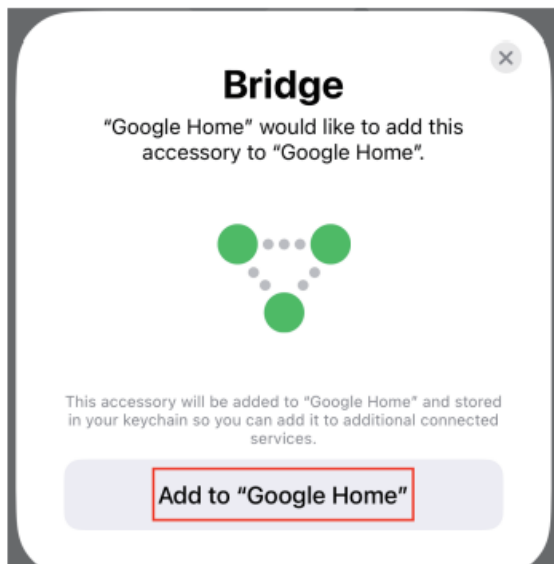 Bridge
“Google Home” would like to add this
accessory to “Google Home”.
This accessory will be added to “Google Home” and stored
in your keychain so you can add it to additional connected
services.
Add to “Google Home”